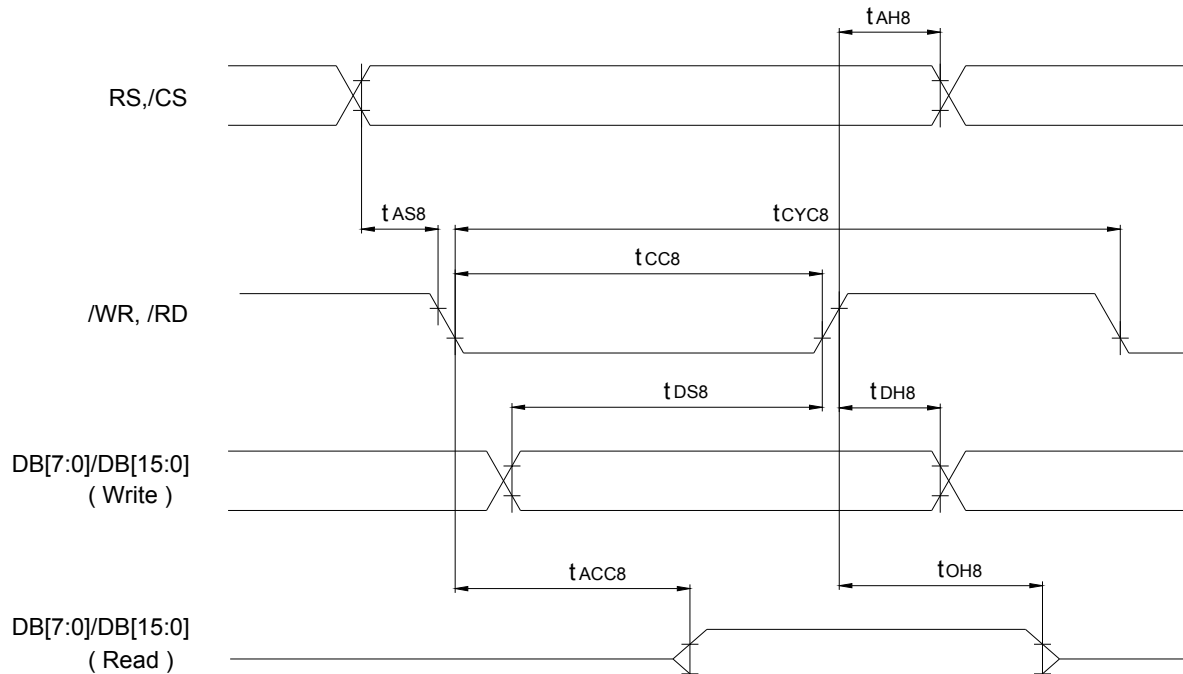 tAH8
RS,/CS
tAS8
tCYC8
tCC8
/WR, /RD
tDS8
tDH8
DB[7:0]/DB[15:0]
( Write )
tACC8
tOH8
DB[7:0]/DB[15:0]
( Read )